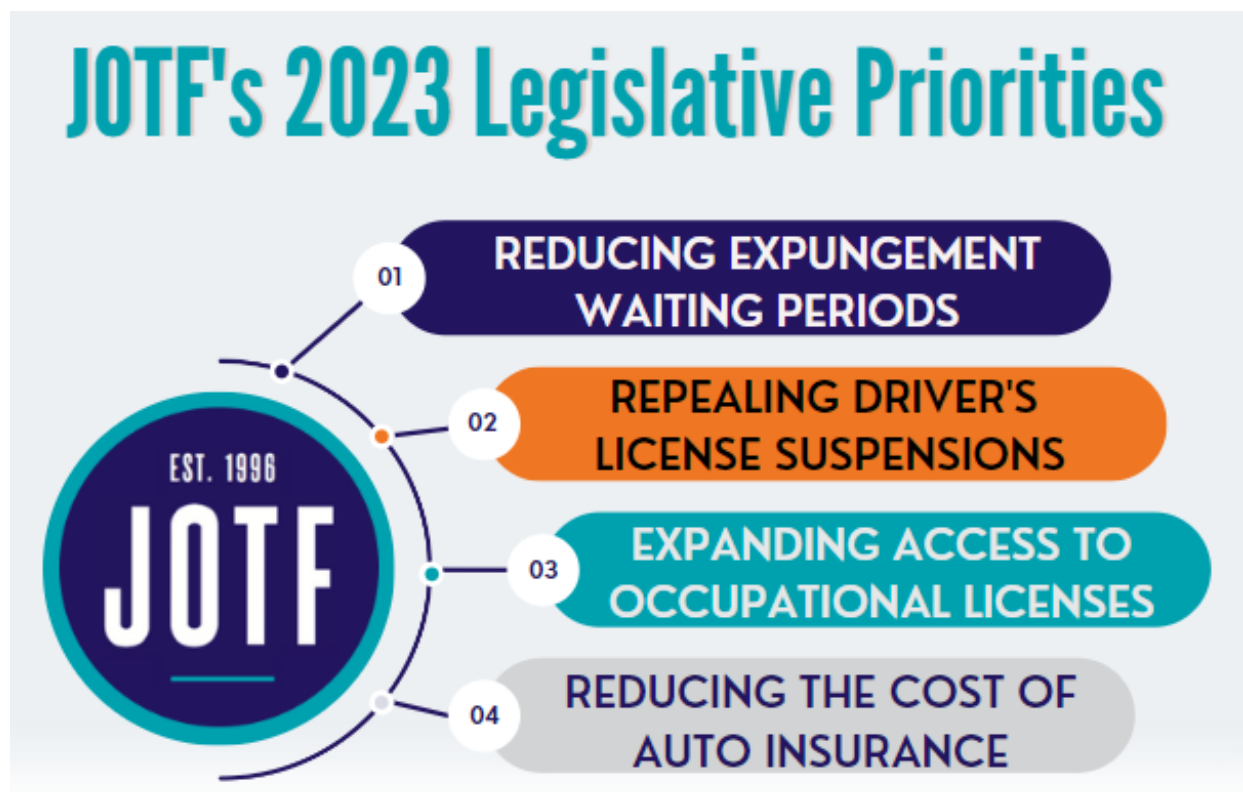 JOTF's 2023 Legislative Priorities
01
REDUCING EXPUNGEMENT
WAITING PERIODS
02
REPEALING DRIVER'S
LICENSE SUSPENSIONS
EST. 1996
JOTF
03
EXPANDING ACCESS TO
OCCUPATIONAL LICENSES
04
REDUCING THE COST OF
AUTO INSURANCE